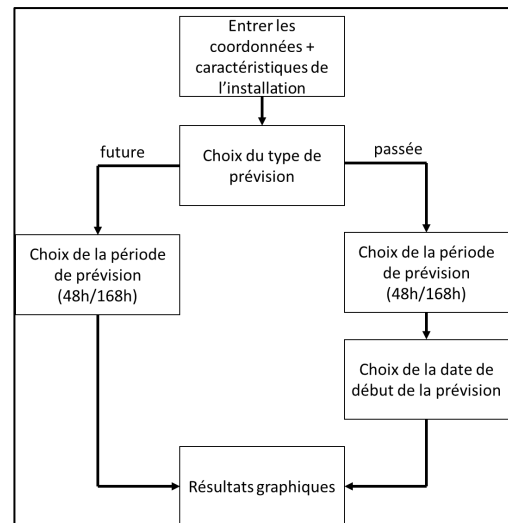 Entrer les
coordonnées +
caractéristiques de
l'installation
Choix du type de
prévision
future
passée
Choix de la période
de prévision
(48h/168h)
Choix de la période
de prévision
(48h/168h)
Choix de la date de
début de la prévision
Résultats graphiques